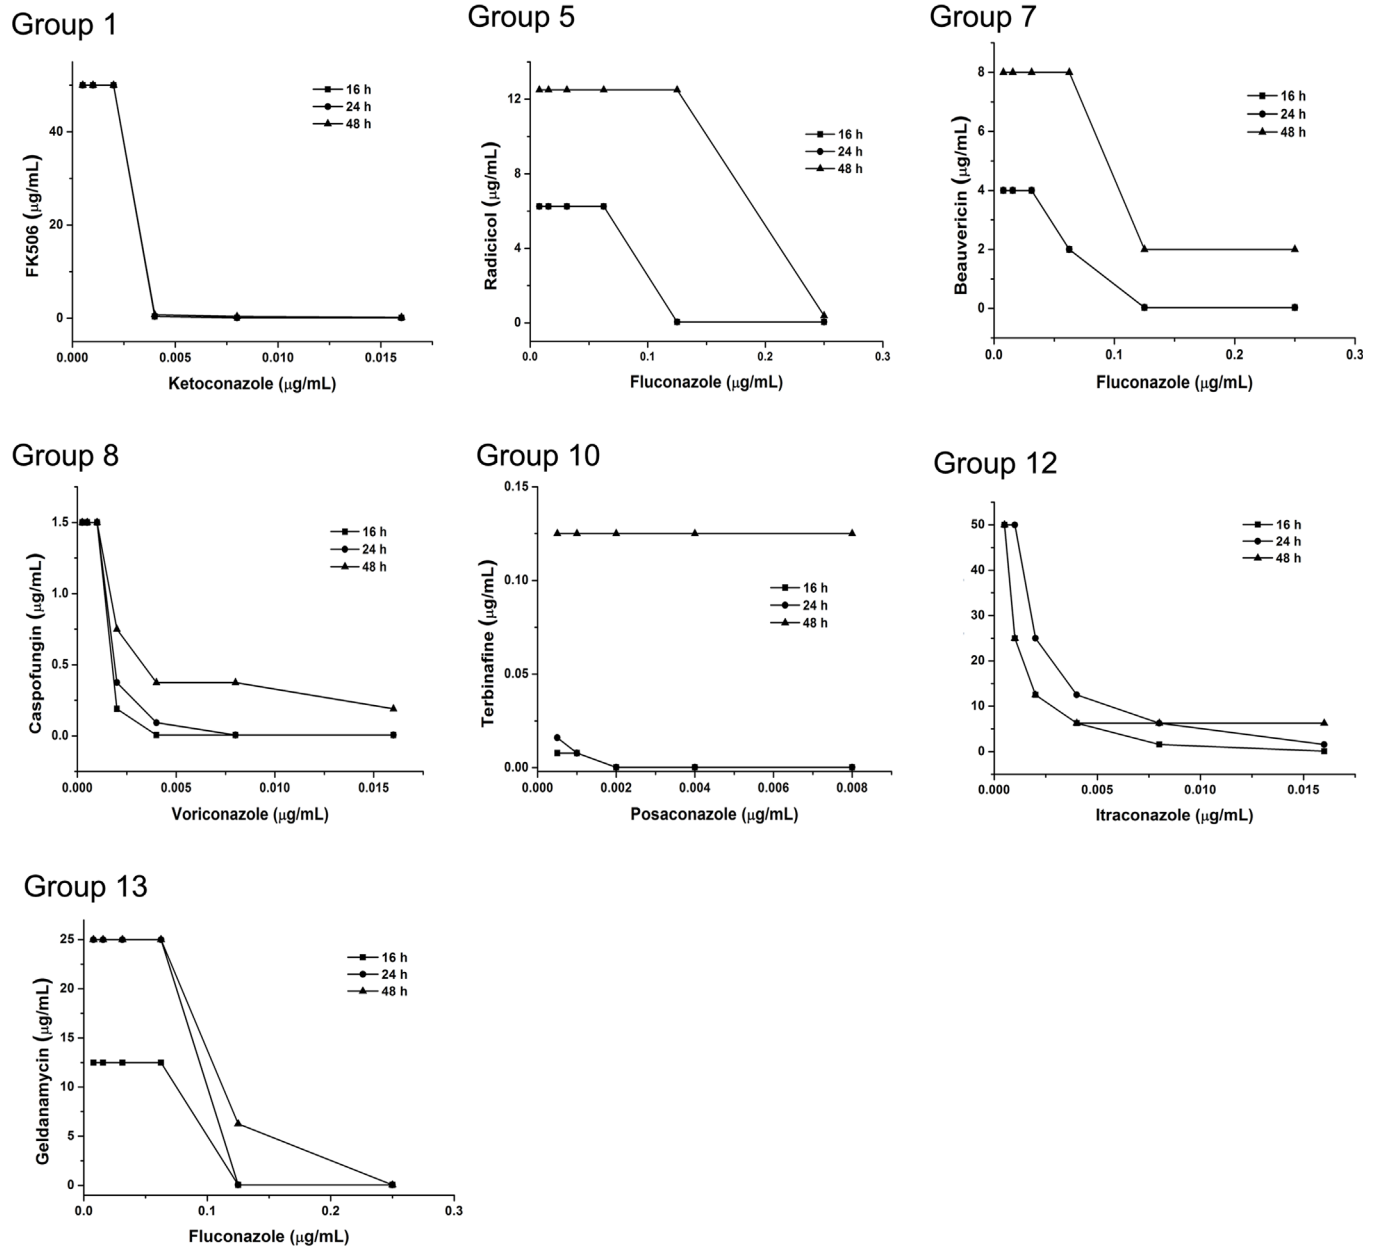 Group 1
FK506 (μg/mL)
40
20
0
16 h
24 h
48 h
0.000 0.005 0.010 0.015
Ketoconazole (μg/mL)
Group 5
Radicicol (μg/mL)
12
8
4
0
16 h
24 h
48 h
0.0 0.1 0.2 0.3
Fluconazole (μg/mL)
Group 7
Beauvericin (μg/mL)
8
6
4
2
0
16 h
24 h
48 h
0.0 0.1 0.2 0.3
Fluconazole (μg/mL)
Group 8
Caspofungin (μg/mL)
1.5
1.0
0.5
0.0
16 h
24 h
48 h
0.000 0.005 0.010 0.015
Voriconazole (μg/mL)
Group 10
Terbinafine (μg/mL)
0.15
0.10
0.05
0.00
16 h
24 h
48 h
0.000 0.002 0.004 0.006 0.008
Posaconazole (μg/mL)
Group 12
50
40
30
20
10
0
16 h
24 h
48 h
0.000 0.005 0.010 0.015
Itraconazole (μg/mL)
Group 13
Geldanamycin (μg/mL)
25
20
15
10
5
0
16 h
24 h
48 h
0.0 0.1 0.2 0.3
Fluconazole (μg/mL)